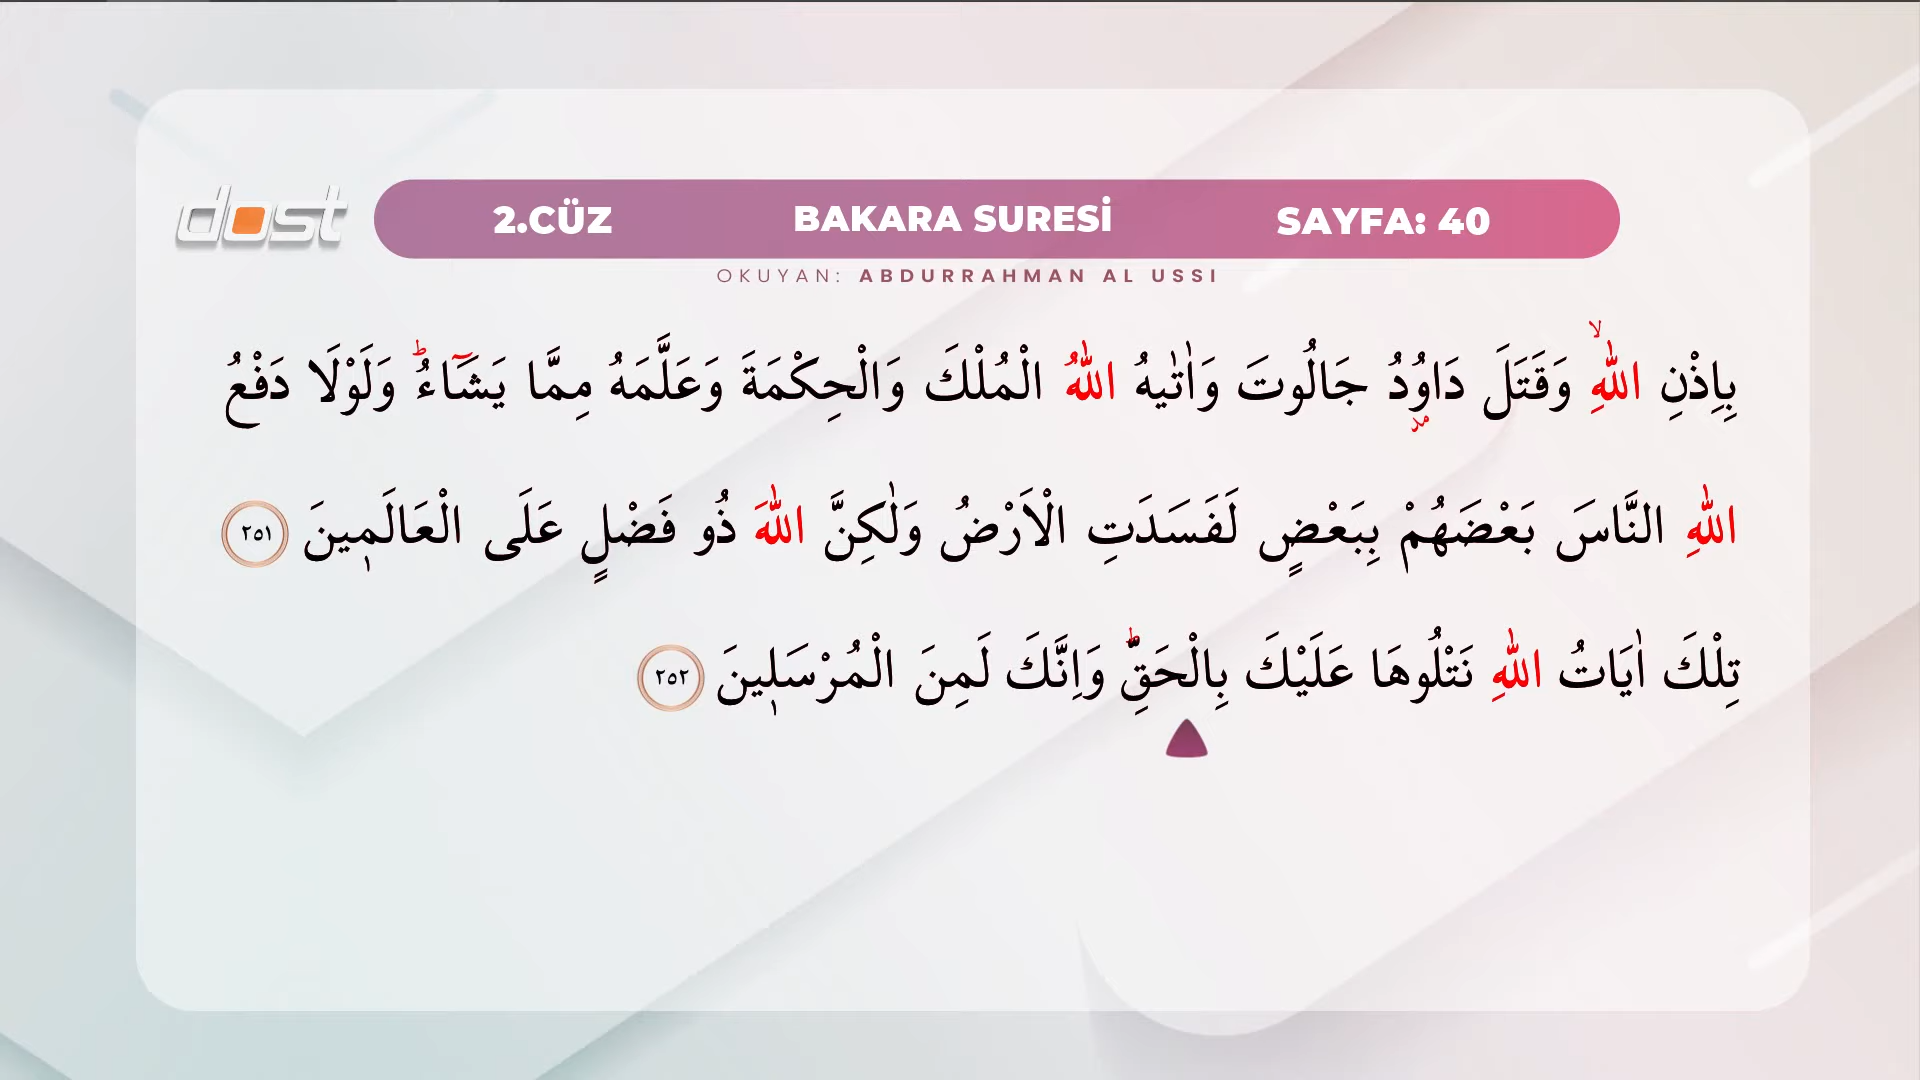 dost
2.CÜZ BAKARA SURESİ SAYFA: 40
OKUYAN: ABDURRAHMAN AL USSI
بِاِذْنِ اللّٰهِۙ وَقَتَلَ دَاوُ۫دُ جَالُوتَ وَاٰتٰيهُ اللّٰهُ الْمُلْكَ وَالْحِكْمَةَ وَعَلَّمَهُ مِمَّا يَشَٓاءُۜ وَلَوْلَا دَفْعُ
اللّٰهِ النَّاسَ بَعْضَهُمْ بِبَعْضٍ لَفَسَدَتِ الْاَرْضُ وَلٰكِنَّ اللّٰهَ ذُو فَضْلٍ عَلَى الْعَالَم۪ينَ ٢٥١
تِلْكَ اٰيَاتُ اللّٰهِ نَتْلُوهَا عَلَيْكَ بِالْحَقِّۜ وَاِنَّكَ لَمِنَ الْمُرْسَل۪ينَ ٢٥٢